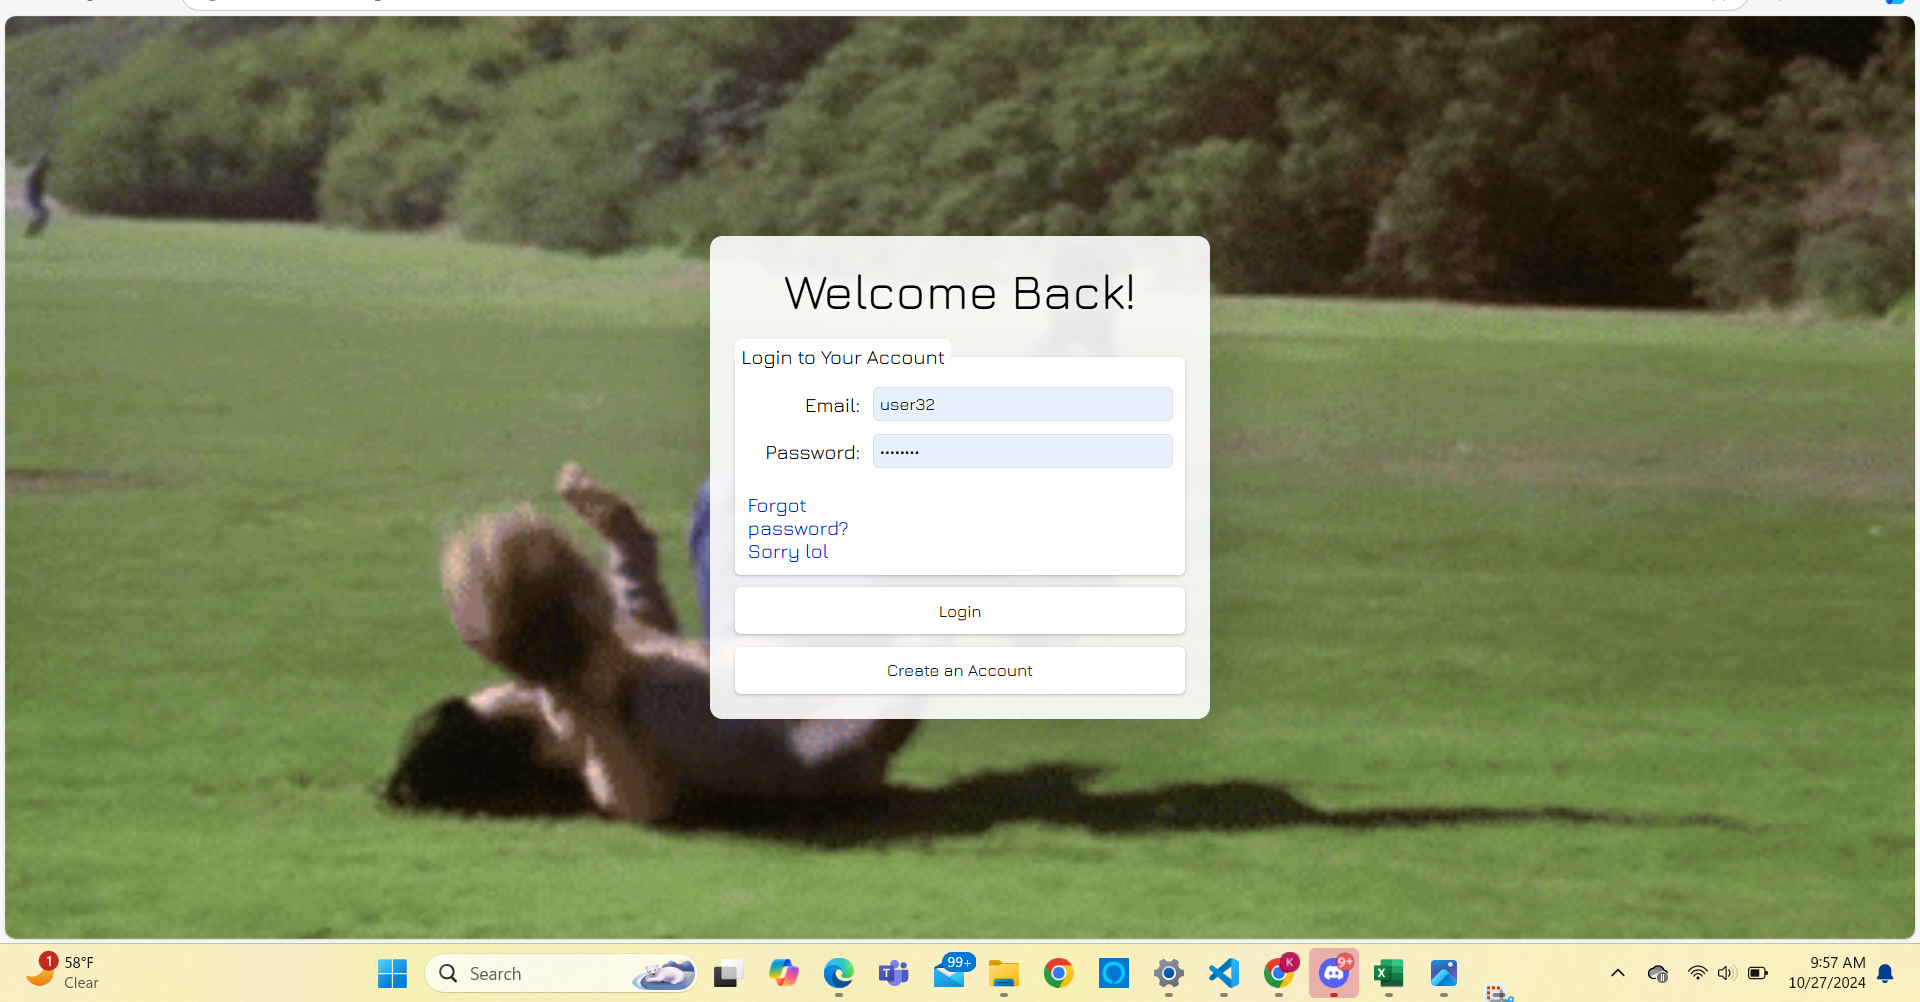 Welcome Back!
Login to Your Account
Email: user32
Password: ••••••••
Forgot
password?
Sorry lol
Login
Create an Account
1
58°F
Clear
Search
99+
K
9+
9:57 AM
10/27/2024